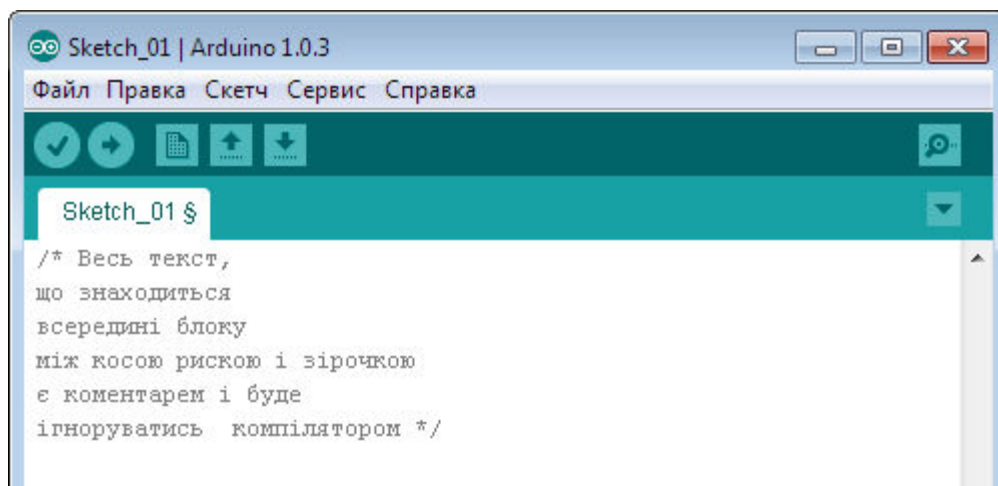 Sketch_01 | Arduino 1.0.3
Файл Правка Скетч Сервис Справка
Sketch_01 §
/* Весь текст,
що знаходиться
всередині блоку
між косою рискою і зірочкою
є коментарем і буде
ігноруватись  компілятором */